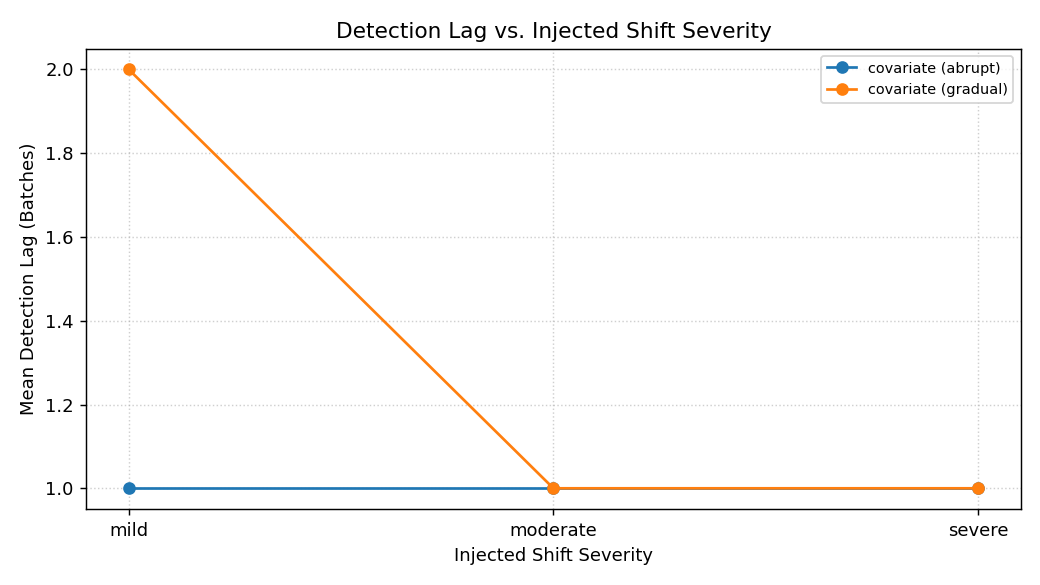 Detection Lag vs. Injected Shift Severity
covariate (abrupt)
covariate (gradual)
Mean Detection Lag (Batches)
2.0
1.8
1.6
1.4
1.2
1.0
mild
moderate
severe
Injected Shift Severity